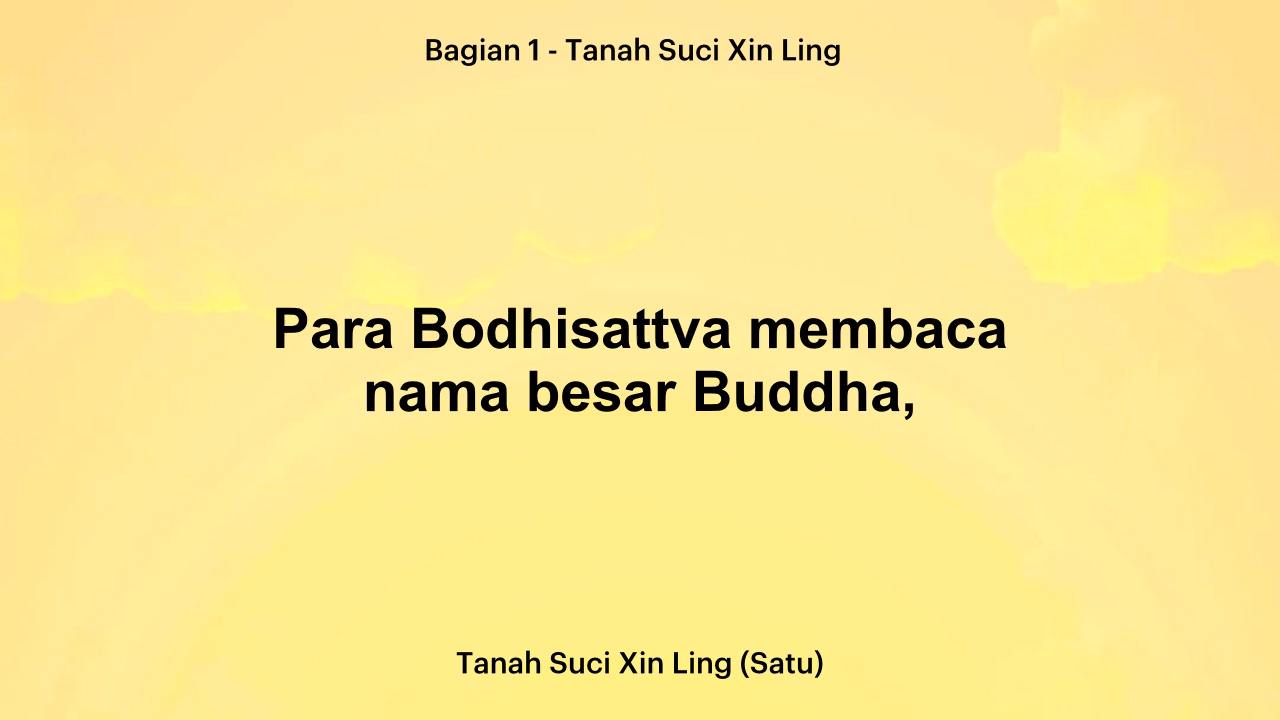 Bagian 1 - Tanah Suci Xin Ling
Para Bodhisattva membaca
nama besar Buddha,
Tanah Suci Xin Ling (Satu)